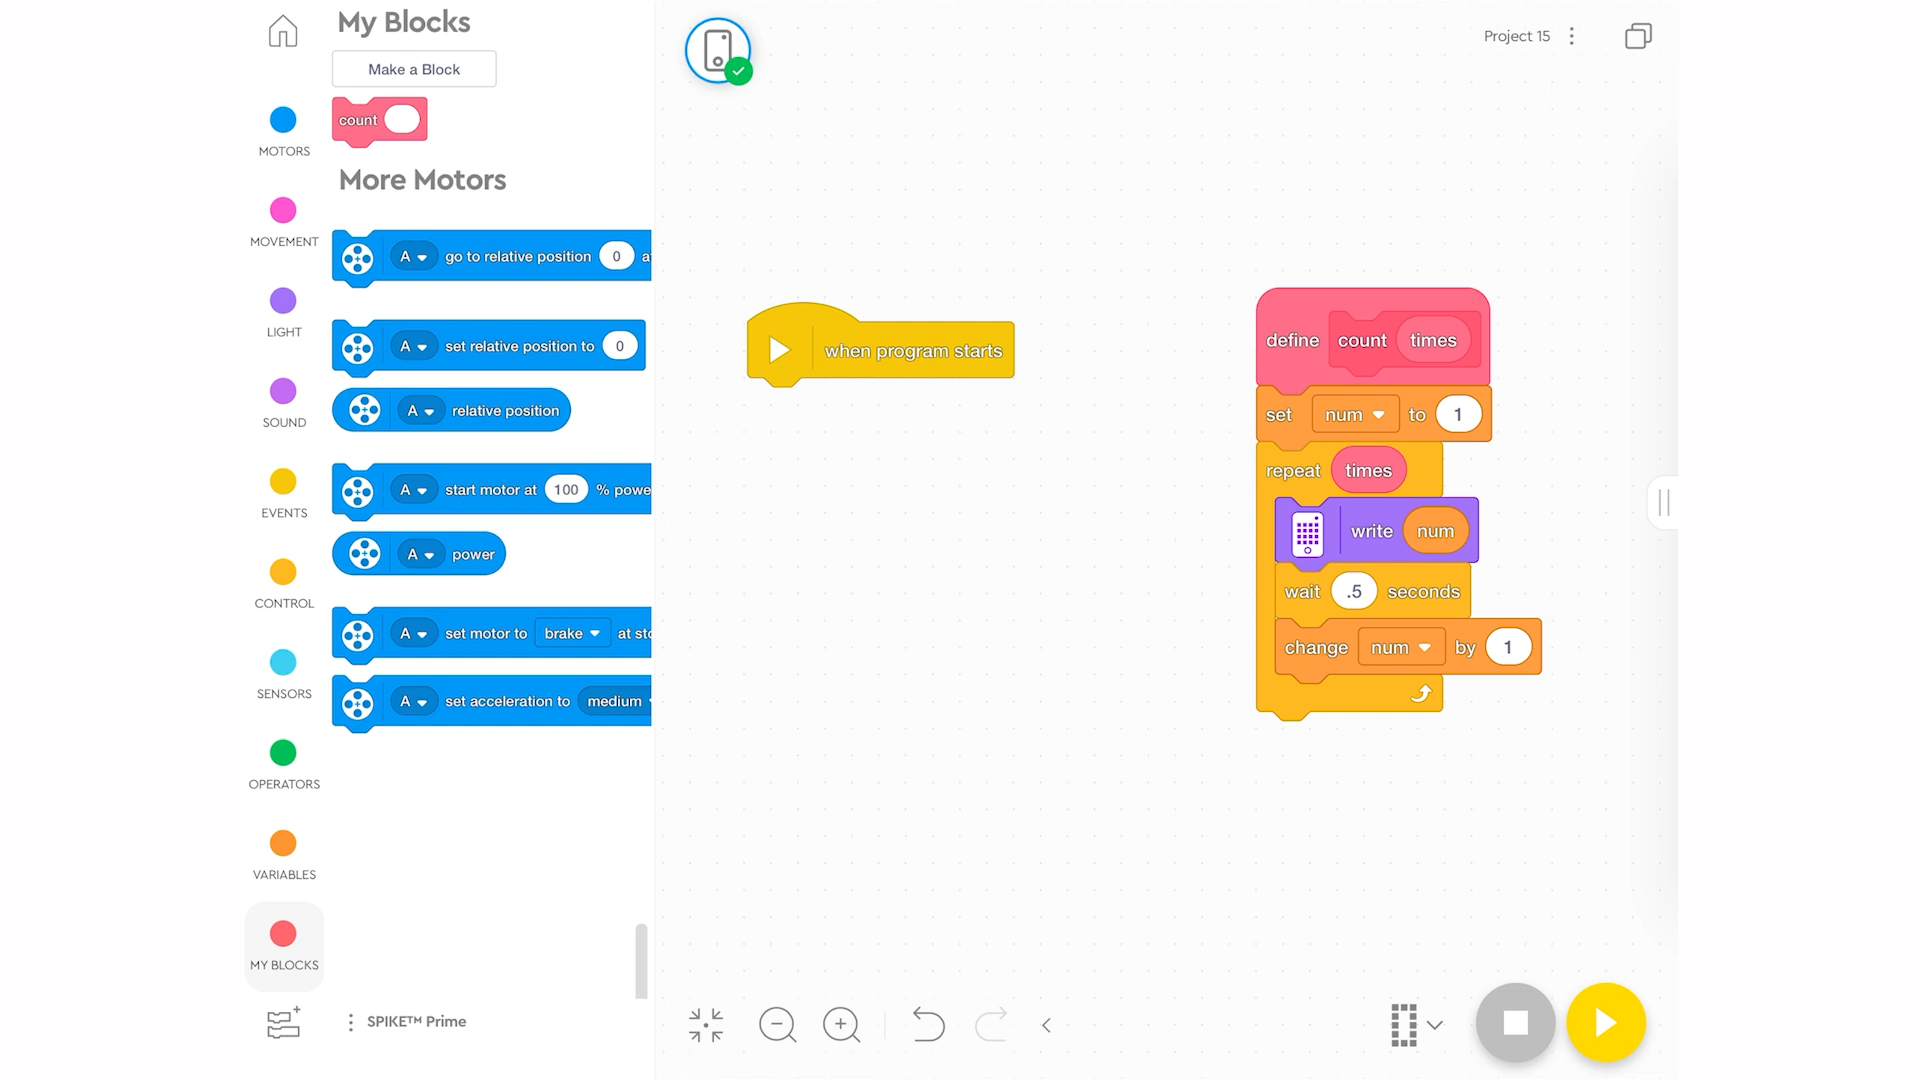 My Blocks
Make a Block
count
More Motors
A go to relative position 0 a
A set relative position to 0
A relative position
A start motor at 100 % powe
A power
A set motor to brake at sto
A set acceleration to medium
MOTORS
MOVEMENT
LIGHT
SOUND
EVENTS
CONTROL
SENSORS
OPERATORS
VARIABLES
MY BLOCKS
SPIKE™ Prime
Project 15
when program starts
define count times
set num to 1
repeat times
write num
wait .5 seconds
change num by 1